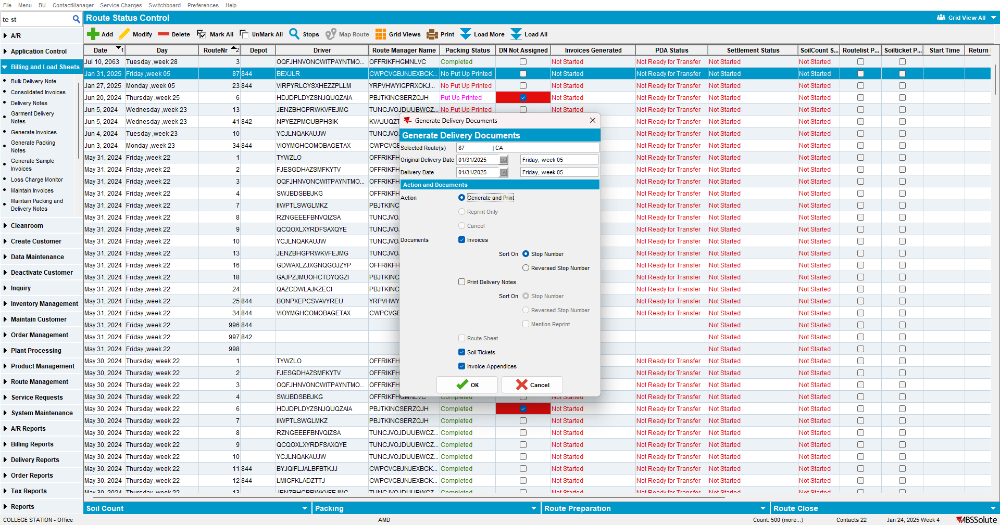 File Menu BU ContactManager Service Charges Switchboard Preferences Help
te st
Route Status Control
Grid View All
Add Modify Delete Mark All UnMark All Stops Map Route Grid Views Print Load More Load All
A/R
Application Control
Billing and Load Sheets
Bulk Delivery Note
Consolidated Invoices
Delivery Notes
Garment Delivery
Notes
Generate Invoices
Generate Packing
Notes
Generate Sample
Invoices
Loss Charge Monitor
Maintain Invoices
Maintain Packing and
Delivery Notes
Cleanroom
Create Customer
Data Maintenance
Deactivate Customer
Inquiry
Inventory Management
Maintain Customer
Order Management
Plant Processing
Product Management
Route Management
Service Requests
System Maintenance
A/R Reports
Billing Reports
Delivery Reports
Order Reports
Tax Reports
Reports
Date 1 Day RouteNr 2 Depot Driver Route Manager Name Packing Status DN Not Assigned Invoices Generated PDA Status Settlement Status SoilCount S... Routelist P... Soilticket P... Start Time Return
Jul 10, 2063 Tuesday ,week 28 3 OQFJHNVONCWITPAYNTMO... OFFRIKFHGMNLVC Completed Not Started Not Ready for Transfer Not Started Not Started
Jan 31, 2025 Friday ,week 05 87 844 BEXJLR CWPCVGBJNJEXBCK... No Put Up Printed Not Started Not Ready for Transfer Not Started Not Started
Jan 27, 2025 Monday ,week 05 23 844 VIRPYRLCYSXHEZZPLLM YRPVHWYIGPRXOKJ... No Put Up Printed Not Started Not Ready for Transfer Not Started Not Started
Jun 20, 2024 Thursday ,week 25 6 HDJDPLDYZSNJQUQZAIA PBJTKINCSERZQJH Put Up Printed Not Started Not Ready for Transfer Not Started Not Started
Jun 5, 2024 Wednesday ,week 23 13 JENZBHGPRWKVFEJMG TUNCJVOJDUUBWCZ... No Put Up Printed Not Started Not Ready for Transfer Not Started Not Started
Jun 5, 2024 Wednesday ,week 23 41 842 NPYEZPMCUBPHSIK KVAJUQZT Not Ready for Transfer Not Started Not Started
Jun 4, 2024 Tuesday ,week 23 10 YCJLNQAKAUJW TUNCJVOJ Not Ready for Transfer Not Started Not Started
Jun 3, 2024 Monday ,week 23 34 844 VIOYMGHCOMOBAGETAX CWPCVGB Not Ready for Transfer Not Started Not Started
May 31, 2024 Friday ,week 22 1 TYWZLO OFFRIKFH Not Ready for Transfer Not Started Not Started
May 31, 2024 Friday ,week 22 2 FJESGDHAZSMFKYTV OFFRIKFH Not Ready for Transfer Not Started Not Started
May 31, 2024 Friday ,week 22 3 OQFJHNVONCWITPAYNTMO... OFFRIKFH Not Ready for Transfer Not Started Not Started
May 31, 2024 Friday ,week 22 4 SWJBDSBBJKG OFFRIKFH Not Ready for Transfer Not Started Not Started
May 31, 2024 Friday ,week 22 7 IIWPTLSWGLMKZ PBJTKINC Not Ready for Transfer Not Started Not Started
May 31, 2024 Friday ,week 22 8 RZNGEEEFBNVQIZSA TUNCJVOJ Not Ready for Transfer Not Started Not Started
May 31, 2024 Friday ,week 22 9 QCQOXLXYRDFSAXQYE TUNCJVOJ Not Ready for Transfer Not Started Not Started
May 31, 2024 Friday ,week 22 10 YCJLNQAKAUJW TUNCJVOJ Not Ready for Transfer Not Started Not Started
May 31, 2024 Friday ,week 22 13 JENZBHGPRWKVFEJMG TUNCJVOJ Not Ready for Transfer Not Started Not Started
May 31, 2024 Friday ,week 22 16 GDWAXLZJXGNQGOJZYP OFFRIKFH Not Ready for Transfer Not Started Not Started
May 31, 2024 Friday ,week 22 18 GAJPZJMUOHCTDYQGZI PBJTKINC Not Ready for Transfer Not Started Not Started
May 31, 2024 Friday ,week 22 24 QAZCDWLAJKZECI PBJTKINC Not Ready for Transfer Not Started Not Started
May 31, 2024 Friday ,week 22 25 844 BONPXEPCSVAVYREU YRPVHWY Not Ready for Transfer Not Started Not Started
May 31, 2024 Friday ,week 22 34 844 VIOYMGHCOMOBAGETAX CWPCVGB Not Ready for Transfer Not Started Not Started
May 31, 2024 Friday ,week 22 996 844 Not Started Not Started
May 31, 2024 Friday ,week 22 997 842 Not Started Not Started
May 31, 2024 Friday ,week 22 998 Not Started Not Started
May 30, 2024 Thursday ,week 22 1 TYWZLO OFFRIKFH Not Ready for Transfer Not Started Not Started
May 30, 2024 Thursday ,week 22 2 FJESGDHAZSMFKYTV OFFRIKFH Not Ready for Transfer Not Started Not Started
May 30, 2024 Thursday ,week 22 3 OQFJHNVONCWITPAYNTMO... OFFRIKFH Not Ready for Transfer Not Started Not Started
May 30, 2024 Thursday ,week 22 4 SWJBDSBBJKG OFFRIKFHGMNLVC Completed Not Started Not Ready for Transfer Not Started Not Started
May 30, 2024 Thursday ,week 22 6 HDJDPLDYZSNJQUQZAIA PBJTKINCSERZQJH Completed Not Started Not Ready for Transfer Not Started Not Started
May 30, 2024 Thursday ,week 22 7 IIWPTLSWGLMKZ PBJTKINCSERZQJH Completed Not Started Not Ready for Transfer Not Started Not Started
May 30, 2024 Thursday ,week 22 8 RZNGEEEFBNVQIZSA TUNCJVOJDUUBWCZ... Completed Not Started Not Ready for Transfer Not Started Not Started
May 30, 2024 Thursday ,week 22 9 QCQOXLXYRDFSAXQYE TUNCJVOJDUUBWCZ... Completed Not Started Not Ready for Transfer Not Started Not Started
May 30, 2024 Thursday ,week 22 10 YCJLNQAKAUJW TUNCJVOJDUUBWCZ... Completed Not Started Not Ready for Transfer Not Started Not Started
May 30, 2024 Thursday ,week 22 11 844 BYJQIFLJALBFBTKJJ CWPCVGBJNJEXBCK... Completed Not Started Not Ready for Transfer Not Started Not Started
May 30, 2024 Thursday ,week 22 12 844 LMIGFKLADZTTJ CWPCVGBJNJEXBCK... Completed Not Started Not Ready for Transfer Not Started Not Started
May 30, 2024 Thursday ,week 22 13 JENZBHGPRWKVFEJMG TUNCJVOJDUUBWCZ... Completed Not Started Not Ready for Transfer Not Started Not Started
Generate Delivery Documents
Generate Delivery Documents
Selected Route(s) 87 | CA
Original Delivery Date 01/31/2025 Friday, week 05
Delivery Date 01/31/2025 Friday, week 05
Action and Documents
Action Generate and Print
Reprint Only
Cancel
Documents Invoices
Sort On Stop Number
Reversed Stop Number
Print Delivery Notes
Sort On Stop Number
Reversed Stop Number
Mention Reprint
Route Sheet
Soil Tickets
Invoice Appendices
OK Cancel
Soil Count Packing Route Preparation Route Close
COLLEGE STATION - Office AMD Count: 500 (more...) Contacts 22 Jan 24, 2025 Week 4 ABSSolute